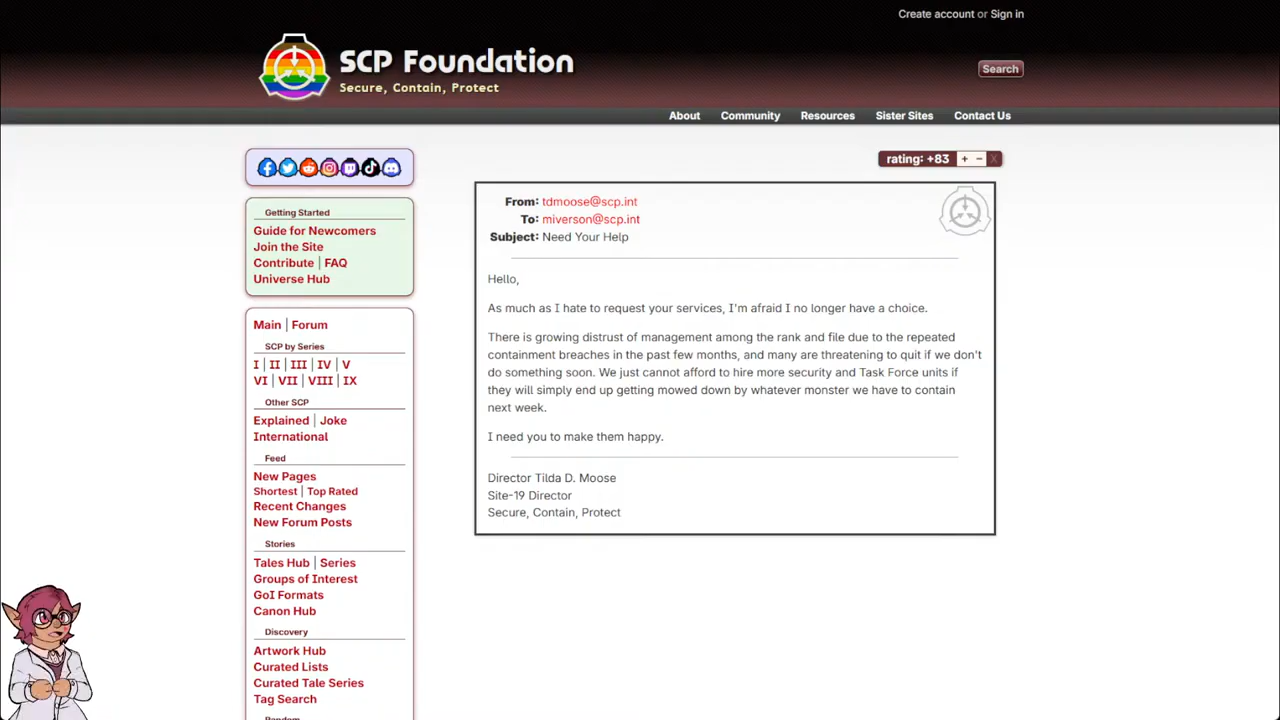 Create account or Sign in
SCP Foundation
Secure, Contain, Protect
Search
About Community Resources Sister Sites Contact Us
rating: +83 + − X
Getting Started
Guide for Newcomers
Join the Site
Contribute | FAQ
Universe Hub
Main | Forum
SCP by Series
I | II | III | IV | V
VI | VII | VIII | IX
Other SCP
Explained | Joke
International
Feed
New Pages
Shortest | Top Rated
Recent Changes
New Forum Posts
Stories
Tales Hub | Series
Groups of Interest
GoI Formats
Canon Hub
Discovery
Artwork Hub
Curated Lists
Curated Tale Series
Tag Search
Random
From: tdmoose@scp.int
To: miverson@scp.int
Subject: Need Your Help
Hello,
As much as I hate to request your services, I'm afraid I no longer have a choice.
There is growing distrust of management among the rank and file due to the repeated
containment breaches in the past few months, and many are threatening to quit if we don't
do something soon. We just cannot afford to hire more security and Task Force units if
they will simply end up getting mowed down by whatever monster we have to contain
next week.
I need you to make them happy.
Director Tilda D. Moose
Site-19 Director
Secure, Contain, Protect